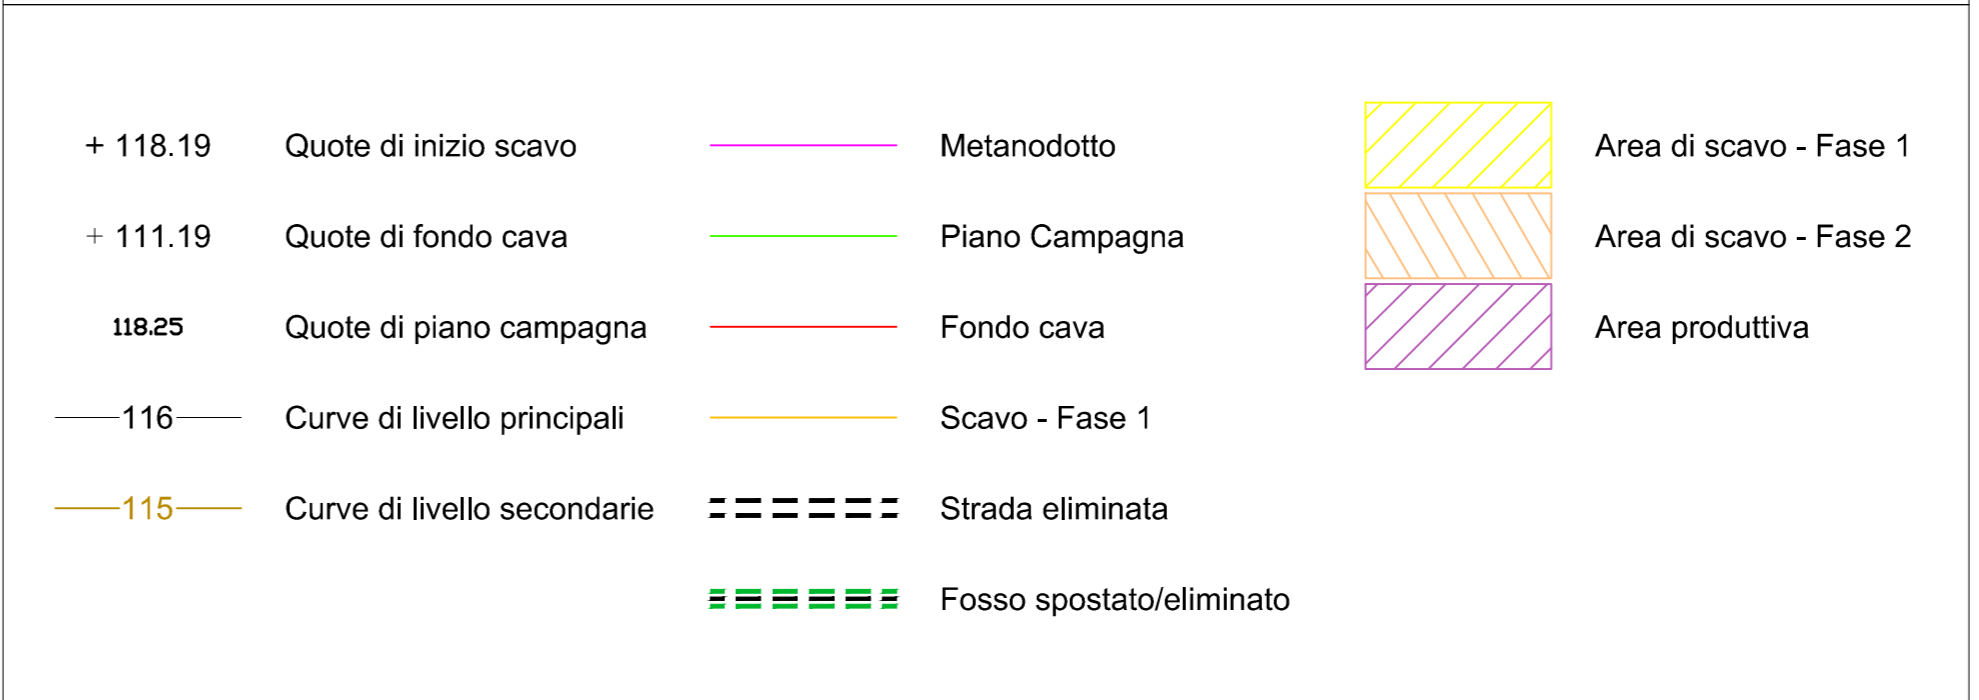 + 118.19 Quote di inizio scavo
+ 111.19 Quote di fondo cava
118.25 Quote di piano campagna
116 Curve di livello principali
115 Curve di livello secondarie
Metanodotto
Piano Campagna
Fondo cava
Scavo - Fase 1
Strada eliminata
Fosso spostato/eliminato
Area di scavo - Fase 1
Area di scavo - Fase 2
Area produttiva